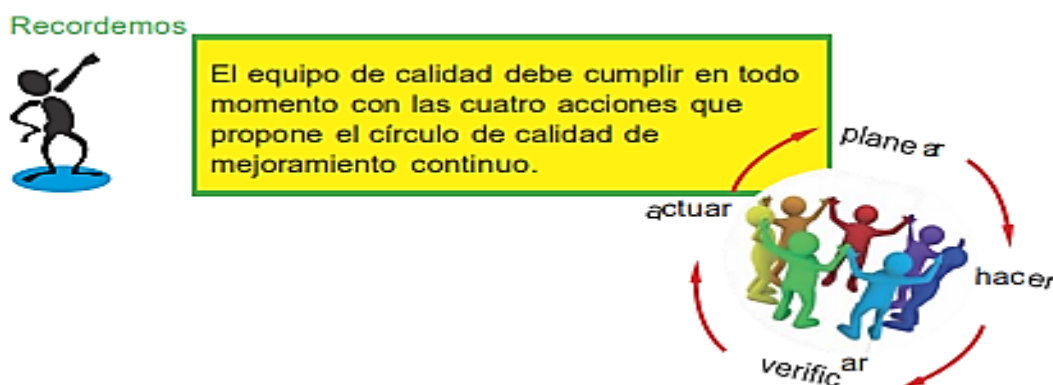 Recordemos
El equipo de calidad debe cumplir en todo
momento con las cuatro acciones que
propone el círculo de calidad de
mejoramiento continuo.
planear
actuar
hacer
verificar